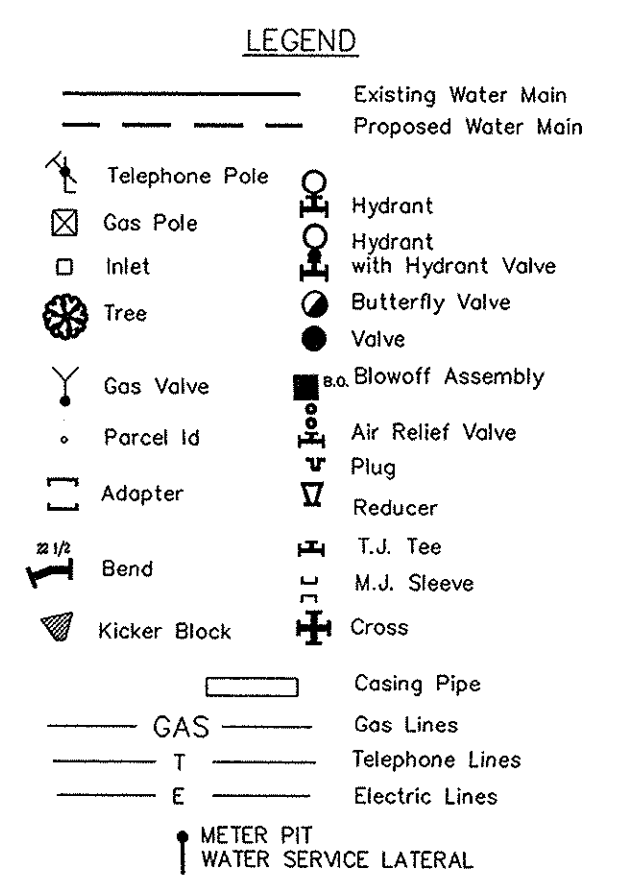 LEGEND
Existing Water Main
Proposed Water Main
Telephone Pole
Gas Pole
Inlet
Tree
Gas Valve
Parcel Id
Adapter
22 1/2
Bend
Kicker Block
Hydrant
Hydrant
with Hydrant Valve
Butterfly Valve
Valve
B.O. Blowoff Assembly
Air Relief Valve
Plug
Reducer
T.J. Tee
M.J. Sleeve
Cross
Casing Pipe
GAS Gas Lines
T Telephone Lines
E Electric Lines
METER PIT
WATER SERVICE LATERAL